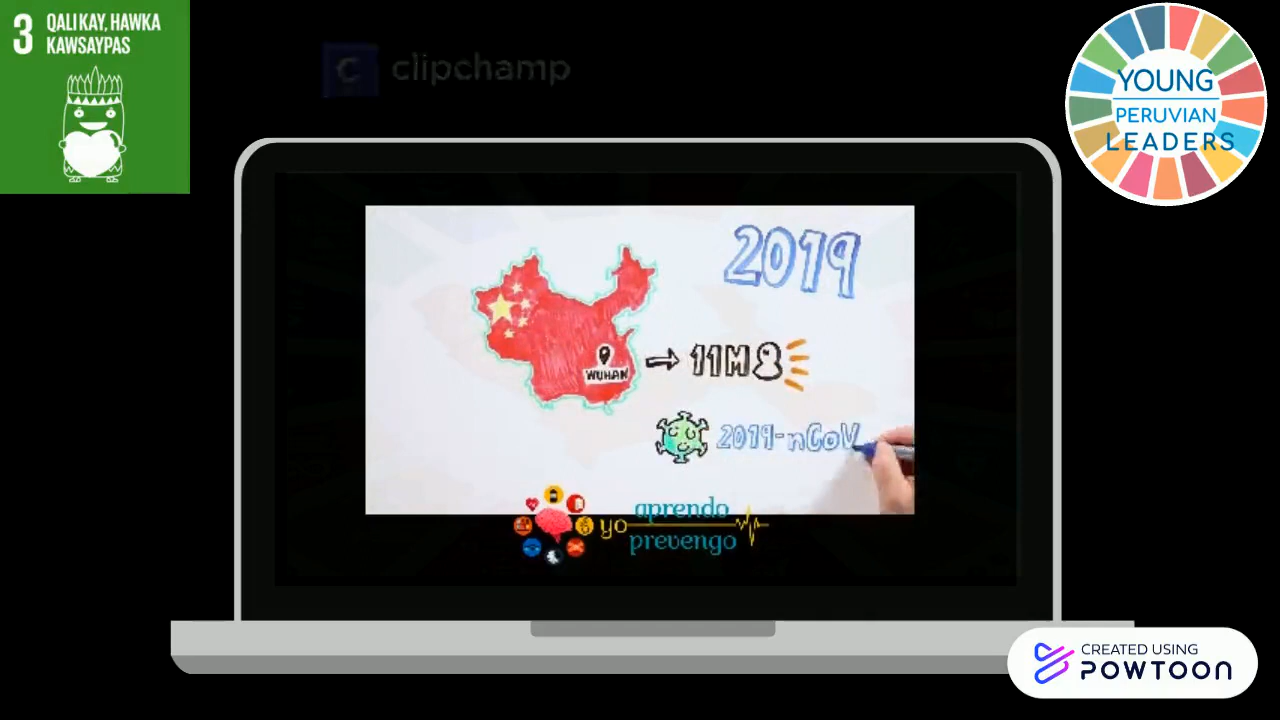 3 QALI KAY, HAWKA
KAWSAYPAS
clipchamp
YOUNG
PERUVIAN
LEADERS
2019
WUHAN
11M
2019-nCoV
yo aprendo
prevengo
CREATED USING
POWTOON